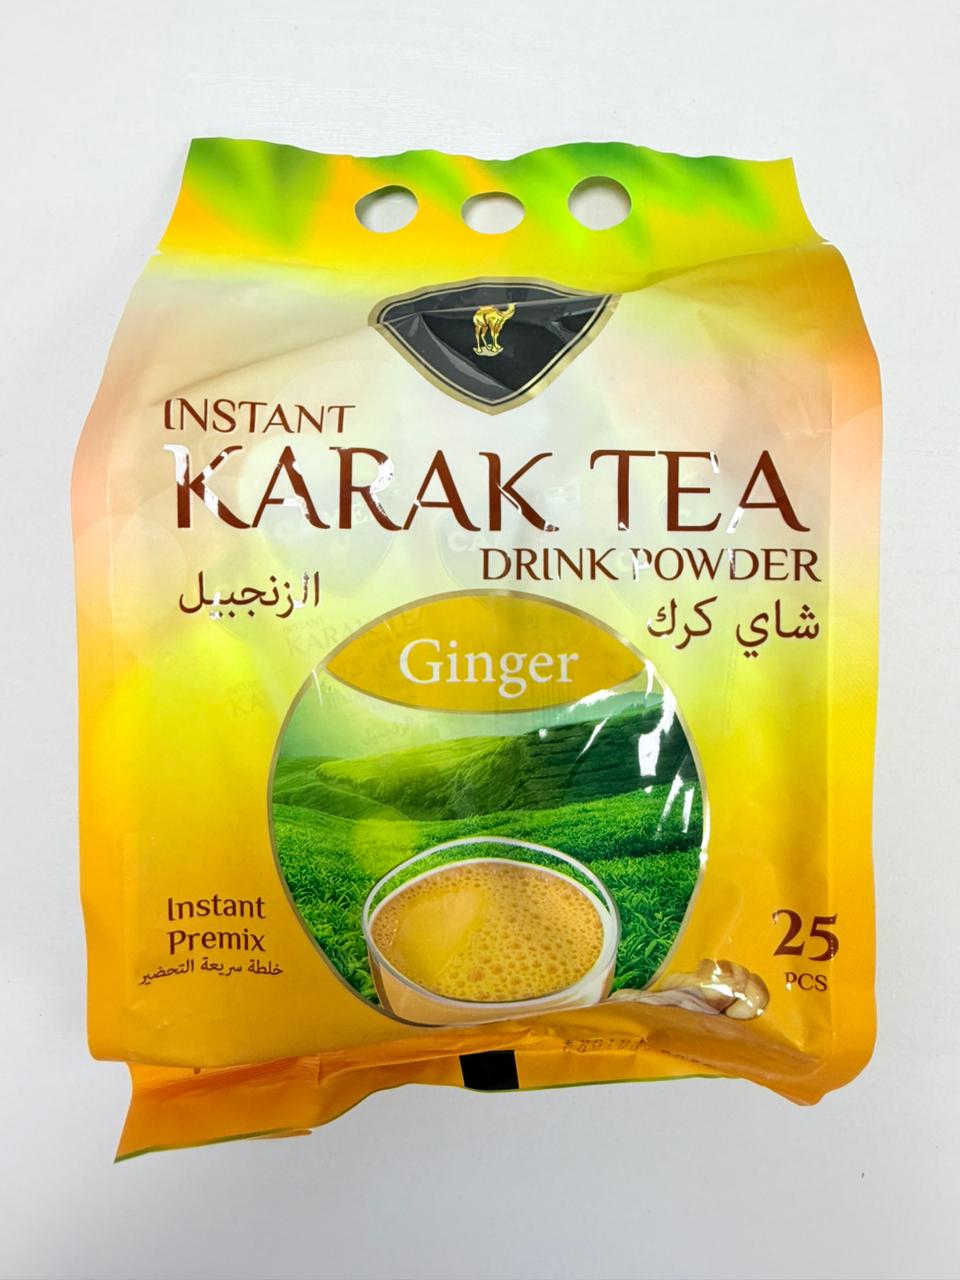 INSTANT
KARAK TEA
DRINK POWDER
الزنجبيل
شاي كرك
Ginger
Instant
Premix
خلطة سريعة التحضير
25
PCS